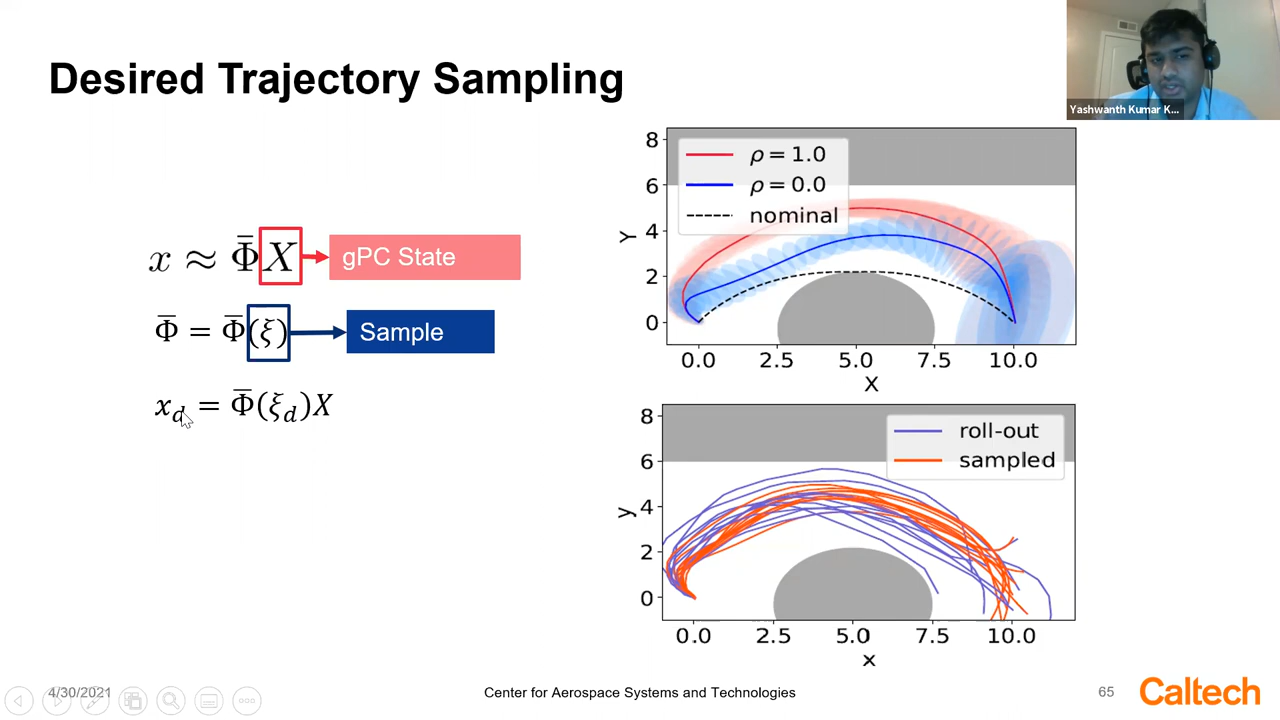 Desired Trajectory Sampling
Yashwanth Kumar K...
x ≈ Φ̄X
gPC State
Φ̄ = Φ̄(ξ)
Sample
x_d = Φ̄(ξ_d)X
8
6
4
2
0
Y
ρ = 1.0
ρ = 0.0
nominal
0.0 2.5 5.0 7.5 10.0
X
8
6
4
2
0
y
roll-out
sampled
0.0 2.5 5.0 7.5 10.0
x
4/30/2021
Center for Aerospace Systems and Technologies
65
Caltech